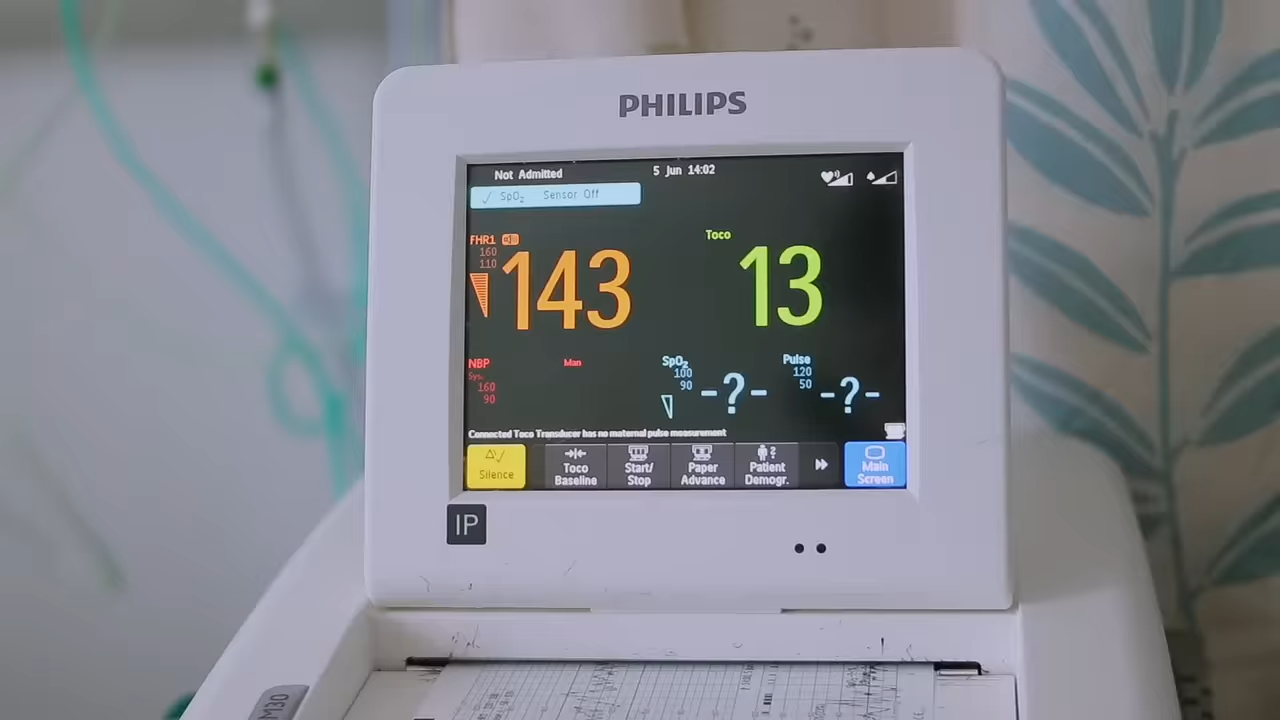 PHILIPS
Not Admitted
5 Jun 14:02
SpO₂ Sensor Off
FHR1
160
110
143
Toco
13
NBP
Sys.
160
90
Man
SpO₂
100
90
-?-
Pulse
120
50
-?-
Connected Toco Transducer has no maternal pulse measurement
Silence
Toco
Baseline
Start/
Stop
Paper
Advance
Patient
Demogr.
Main
Screen
IP
M30